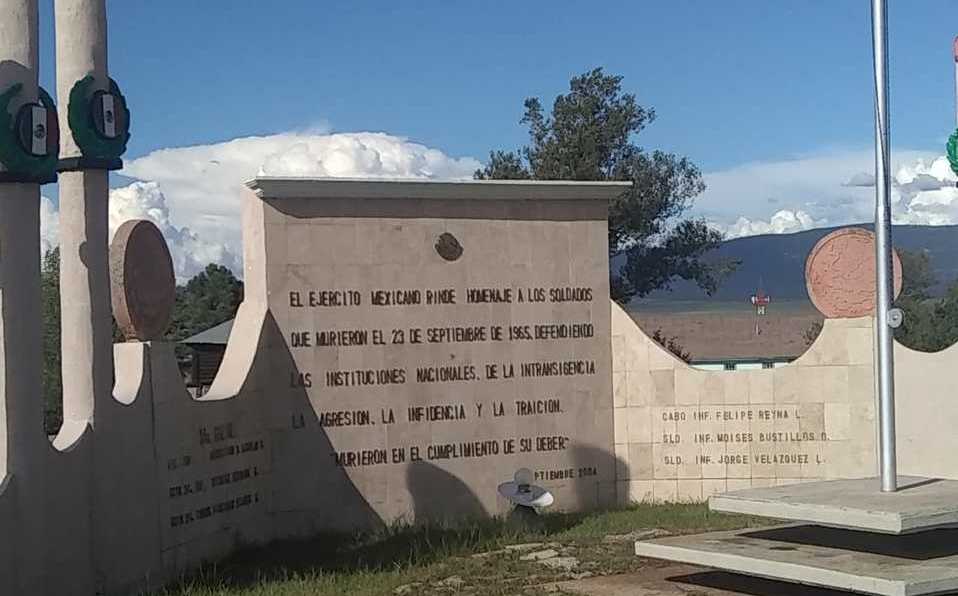 EL EJERCITO MEXICANO RINDE HOMENAJE A LOS SOLDADOS
QUE MURIERON EL 23 DE SEPTIEMBRE DE 1965, DEFENDIENDO
LAS INSTITUCIONES NACIONALES, DE LA INTRANSIGENCIA
LA AGRESION, LA INFIDENCIA Y LA TRAICION.
"MURIERON EN EL CUMPLIMIENTO DE SU DEBER"
PTIEMBRE 2004
CABO INF. FELIPE REYNA L.
SLD. INF. MOISES BUSTILLOS O.
SLD. INF. JORGE VELAZQUEZ L.